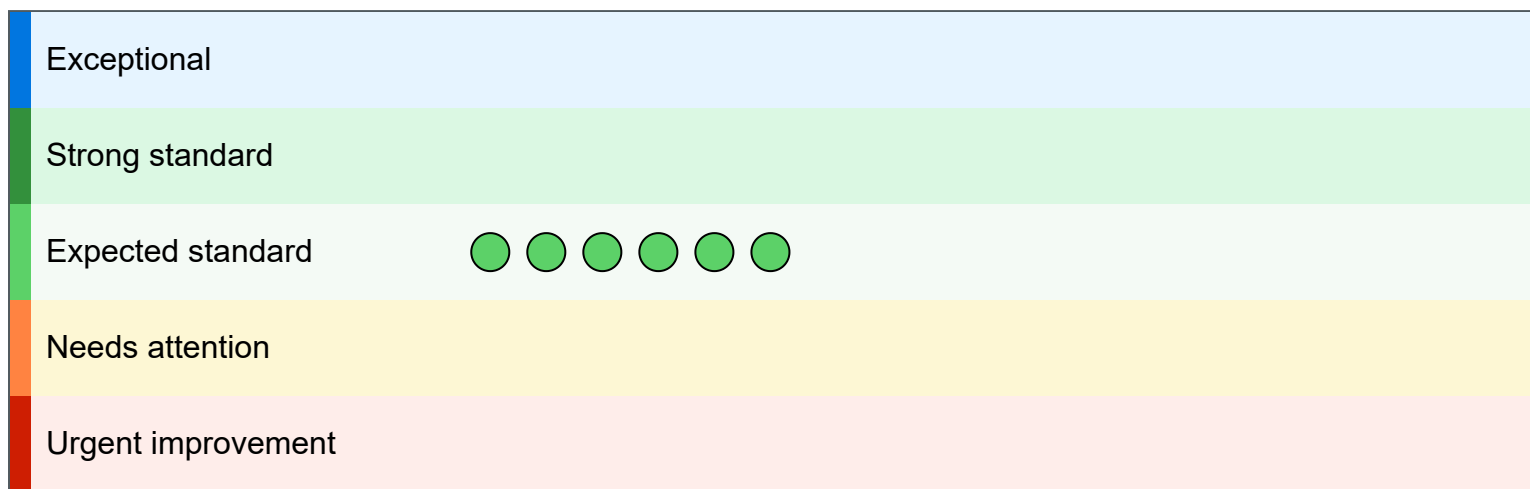 Exceptional
Strong standard
Expected standard
Needs attention
Urgent improvement